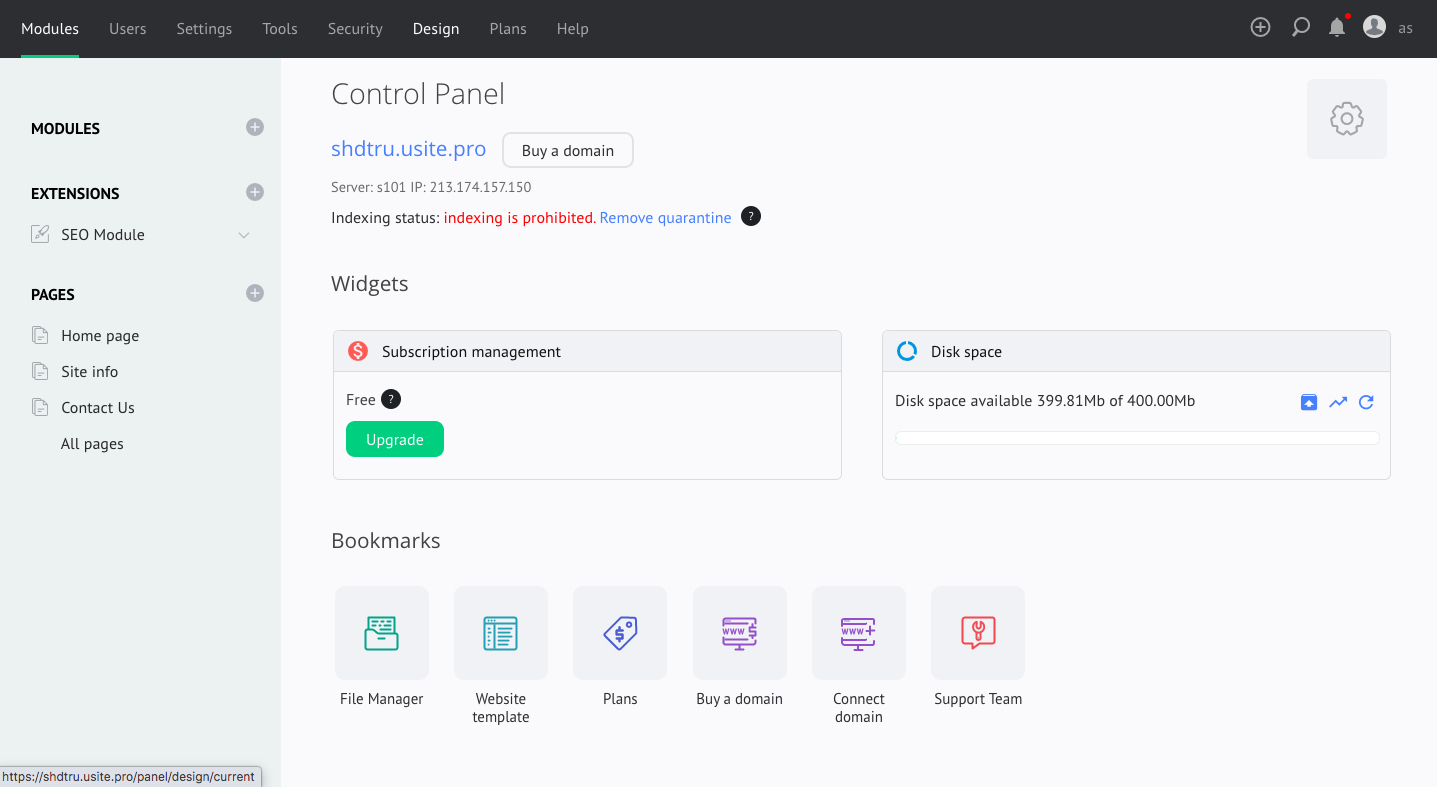 Modules Users Settings Tools Security Design Plans Help as
MODULES
EXTENSIONS
SEO Module
PAGES
Home page
Site info
Contact Us
All pages
Control Panel
shdtru.usite.pro Buy a domain
Server: s101 IP: 213.174.157.150
Indexing status: indexing is prohibited. Remove quarantine ?
Widgets
$ Subscription management
Free ?
Upgrade
Disk space
Disk space available 399.81Mb of 400.00Mb
Bookmarks
$ WWW $ WWW+
File Manager Website template Plans Buy a domain Connect domain Support Team
https://shdtru.usite.pro/panel/design/current